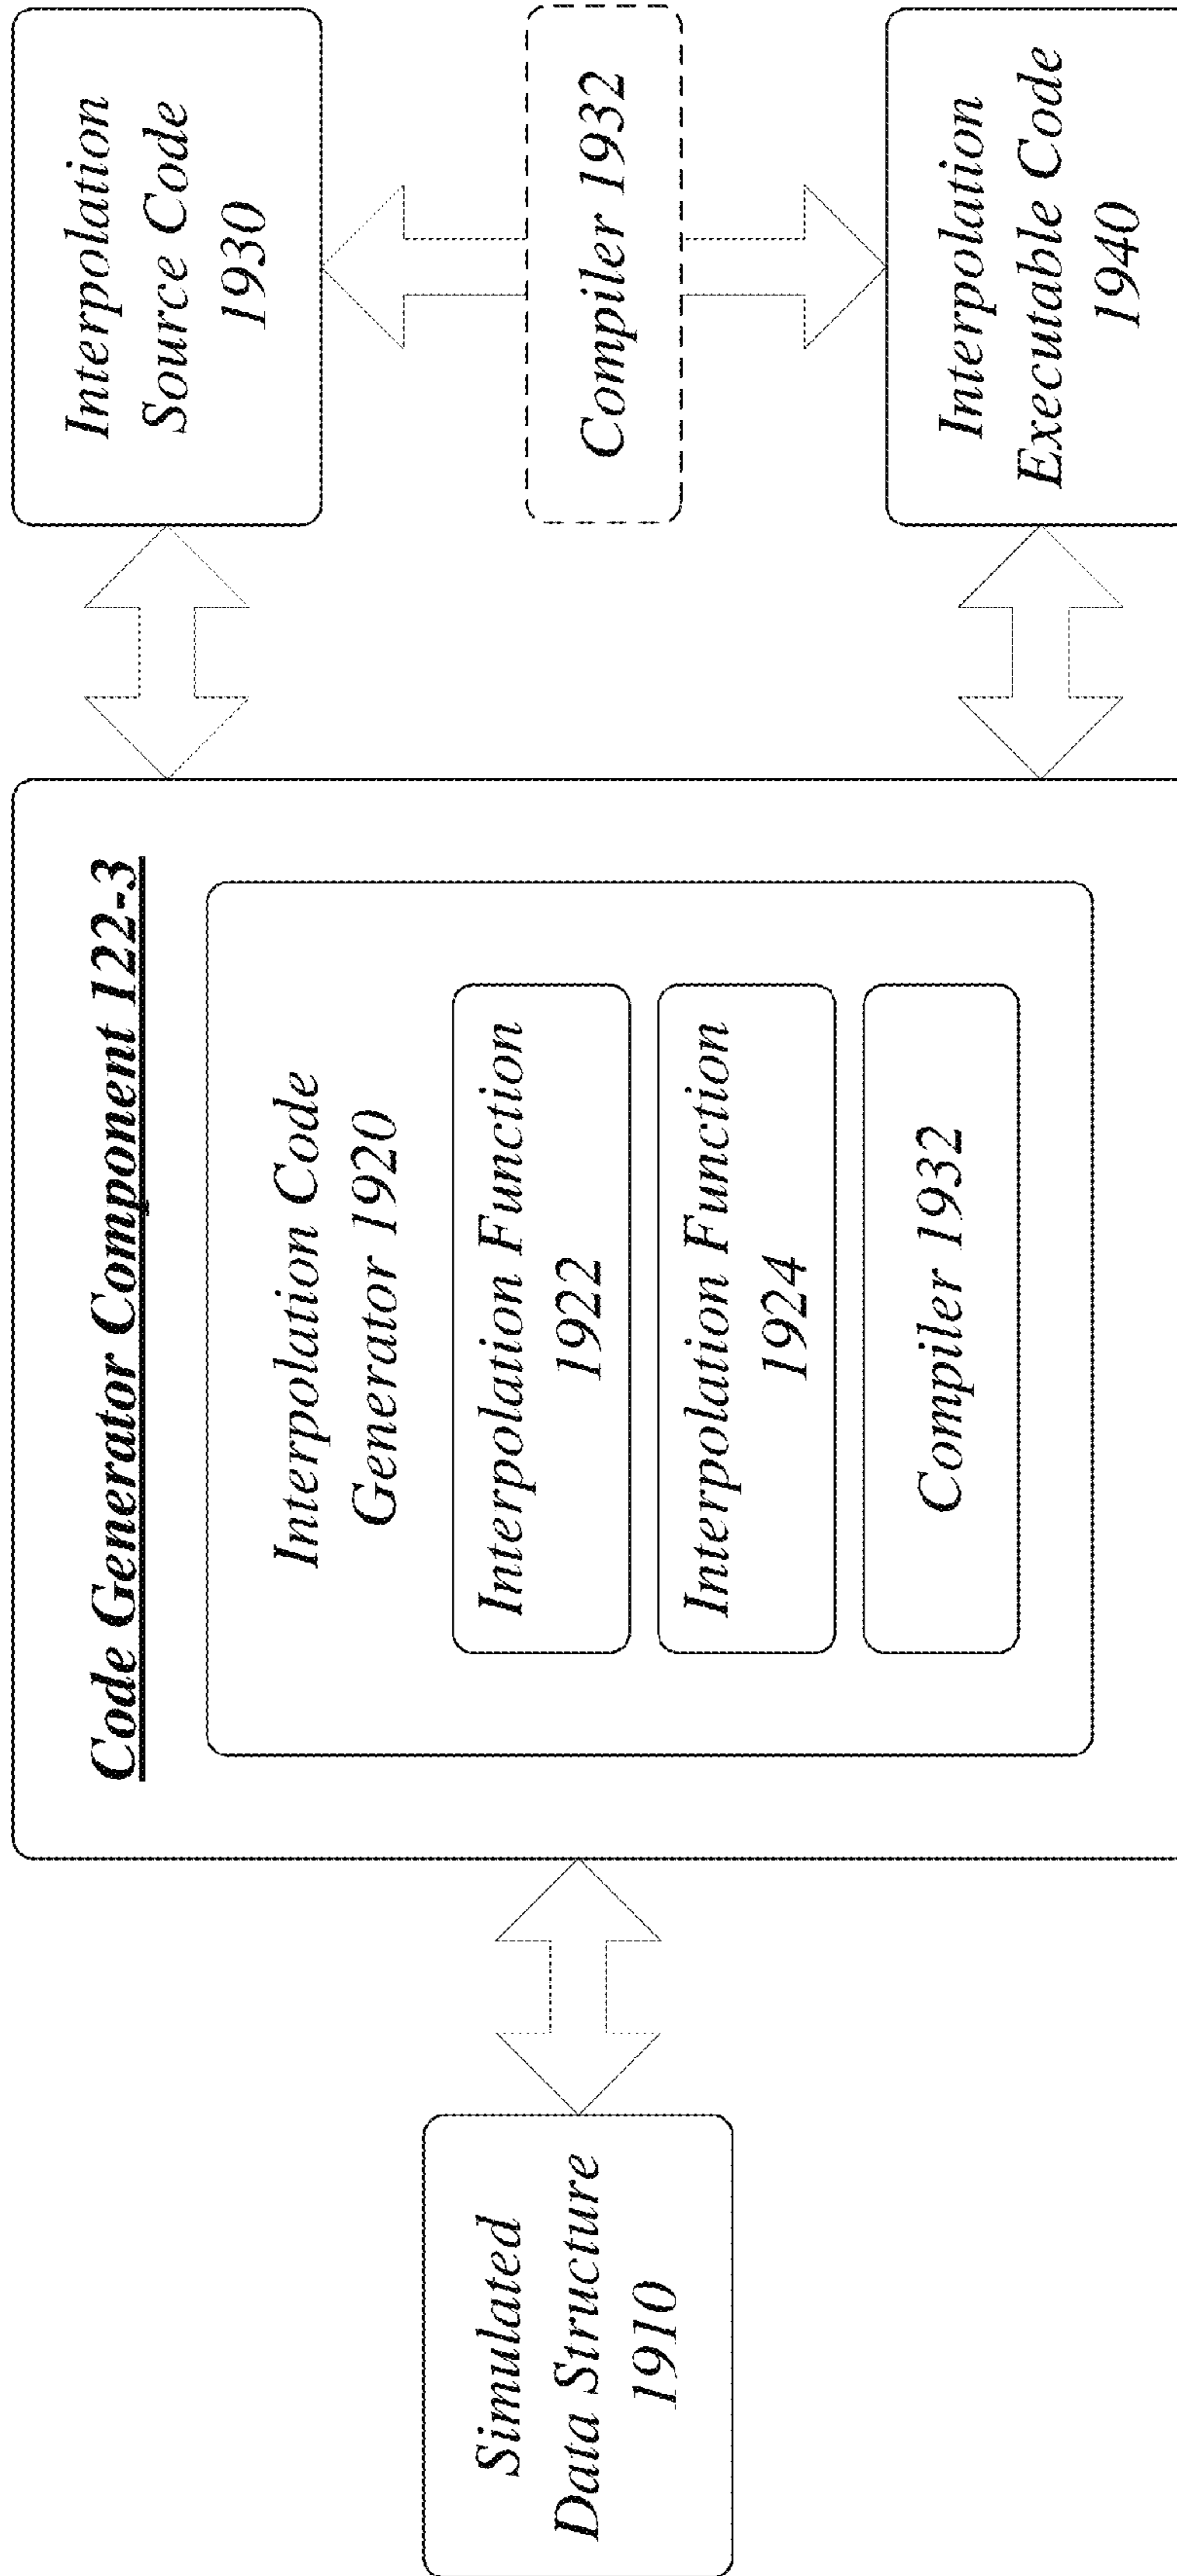 Simulated
Data Structure
1910
Code Generator Component 122-3
Interpolation Code
Generator 1920
Interpolation Function
1922
Interpolation Function
1924
Compiler 1932
Interpolation
Source Code
1930
Compiler 1932
Interpolation
Executable Code
1940